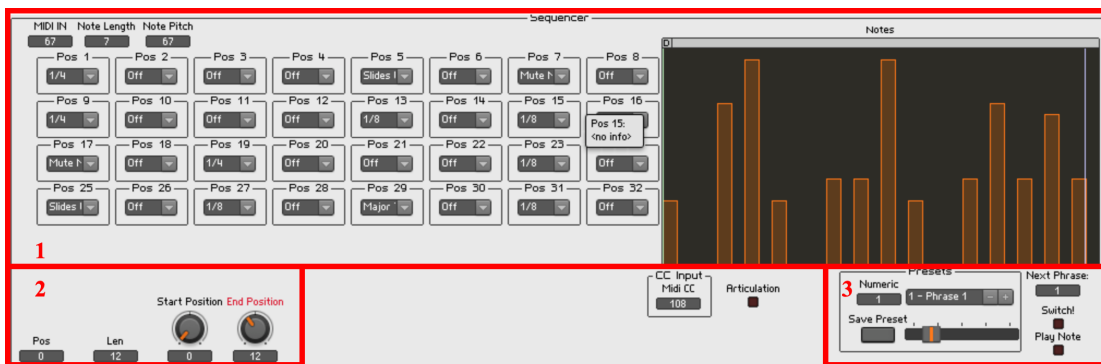 Sequencer
MIDI IN Note Length Note Pitch
67 7 67
Notes
D
Pos 1 Pos 2 Pos 3 Pos 4 Pos 5 Pos 6 Pos 7 Pos 8
1/4 Off Off Off Slides Off Mute Off
Pos 9 Pos 10 Pos 11 Pos 12 Pos 13 Pos 14 Pos 15 Pos 16
1/4 Off Off Off 1/8 Off 1/8
Pos 15:
<no info>
Pos 17 Pos 18 Pos 19 Pos 20 Pos 21 Pos 22 Pos 23
Mute Off 1/4 Off Off Off 1/8 Off
Pos 25 Pos 26 Pos 27 Pos 28 Pos 29 Pos 30 Pos 31 Pos 32
Slides Off 1/8 Off Major Off 1/8 Off
1
2
Start Position End Position
Pos Len
0 12 0 12
CC Input
Midi CC
108
Articulation
3
Presets
Numeric
1 1 - Phrase 1 - +
Save Preset
Next Phrase:
1
Switch!
Play Note